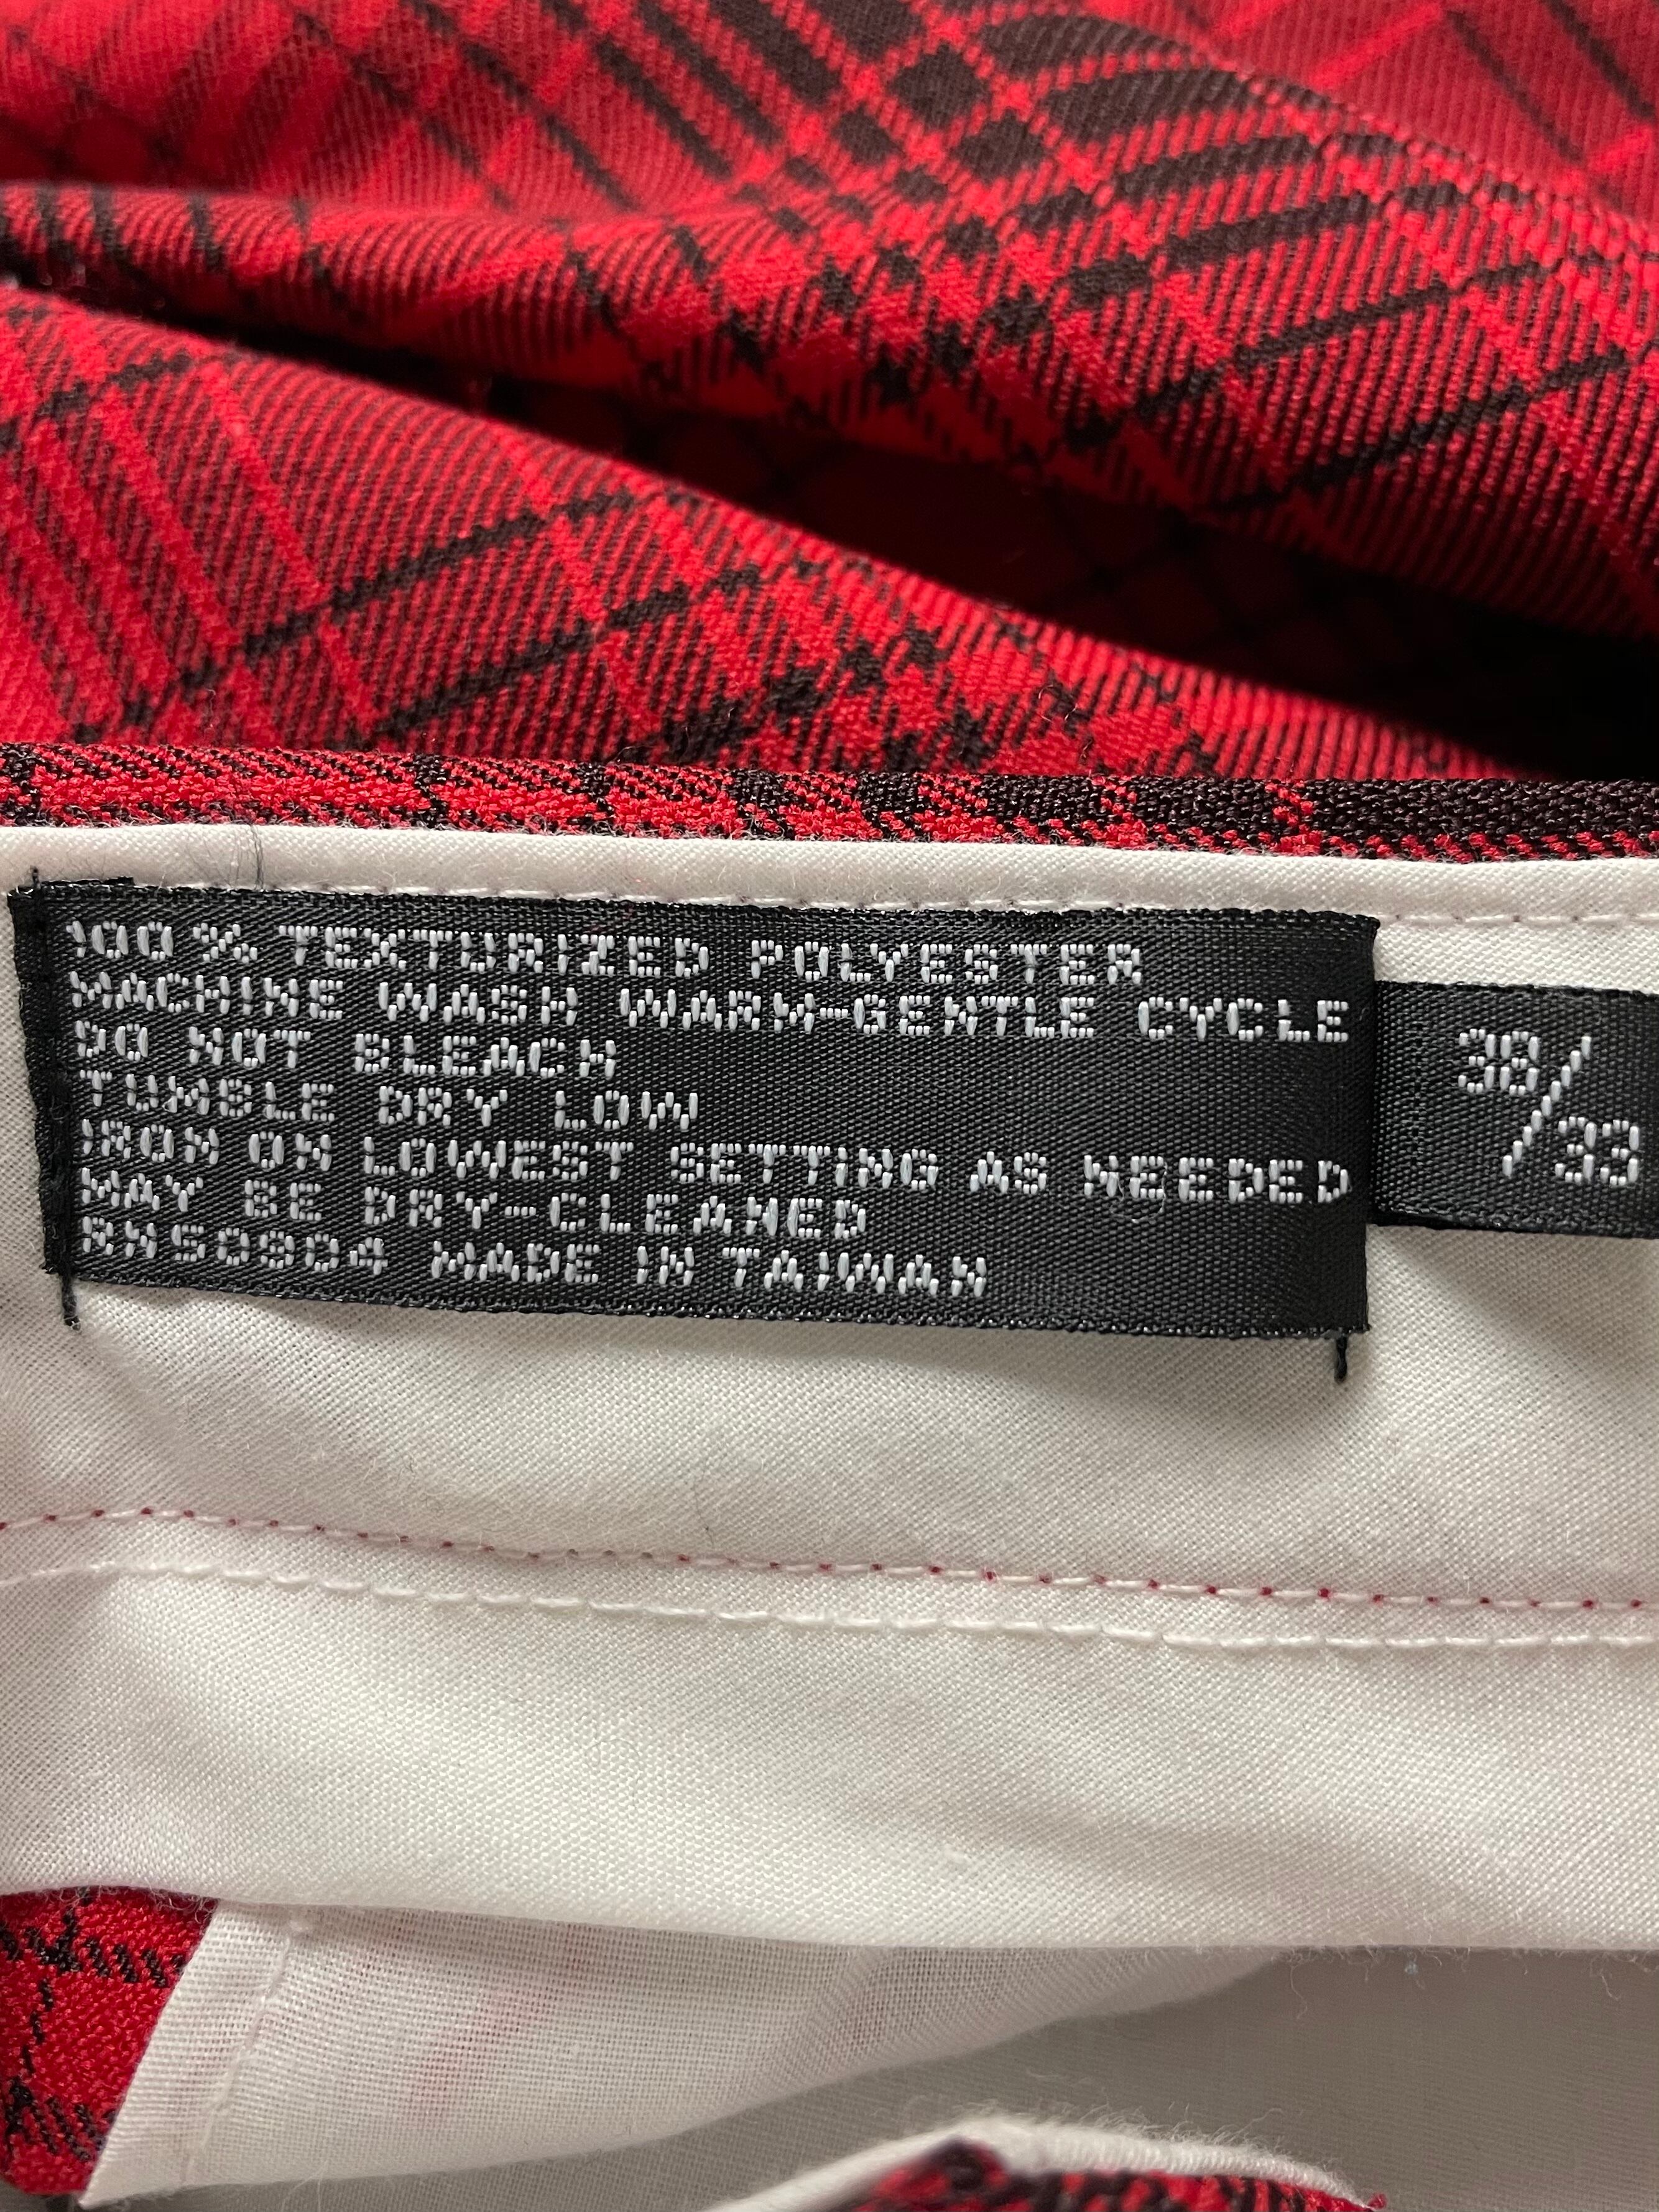 100% TEXTURIZED POLYESTER
MACHINE WASH WARM-GENTLE CYCLE
DO NOT BLEACH
TUMBLE DRY LOW
IRON ON LOWEST SETTING AS NEEDED
MAY BE DRY-CLEANED
RN50904 MADE IN TAIWAN
38/33